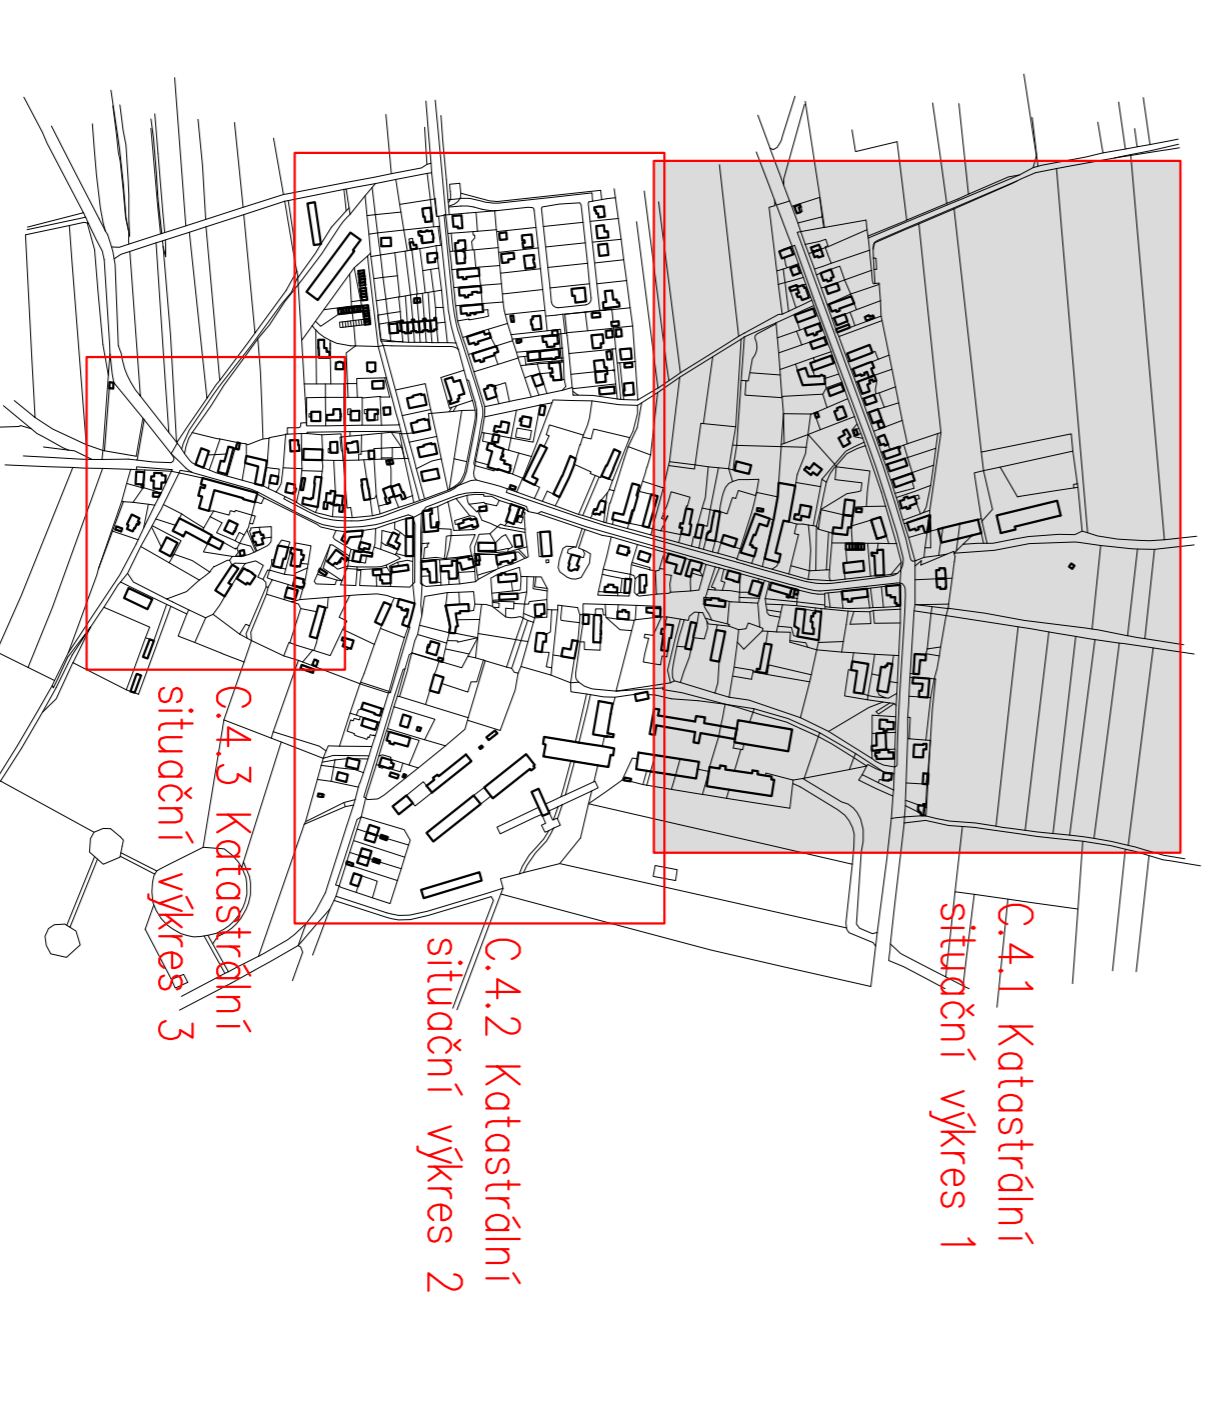 C.4.1 Katastrální
situační výkres 1
C.4.2 Katastrální
situační výkres 2
C.4.3 Katastrální
situační výkres 3